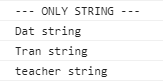 --- ONLY STRING ---
Dat string
Tran string
teacher string